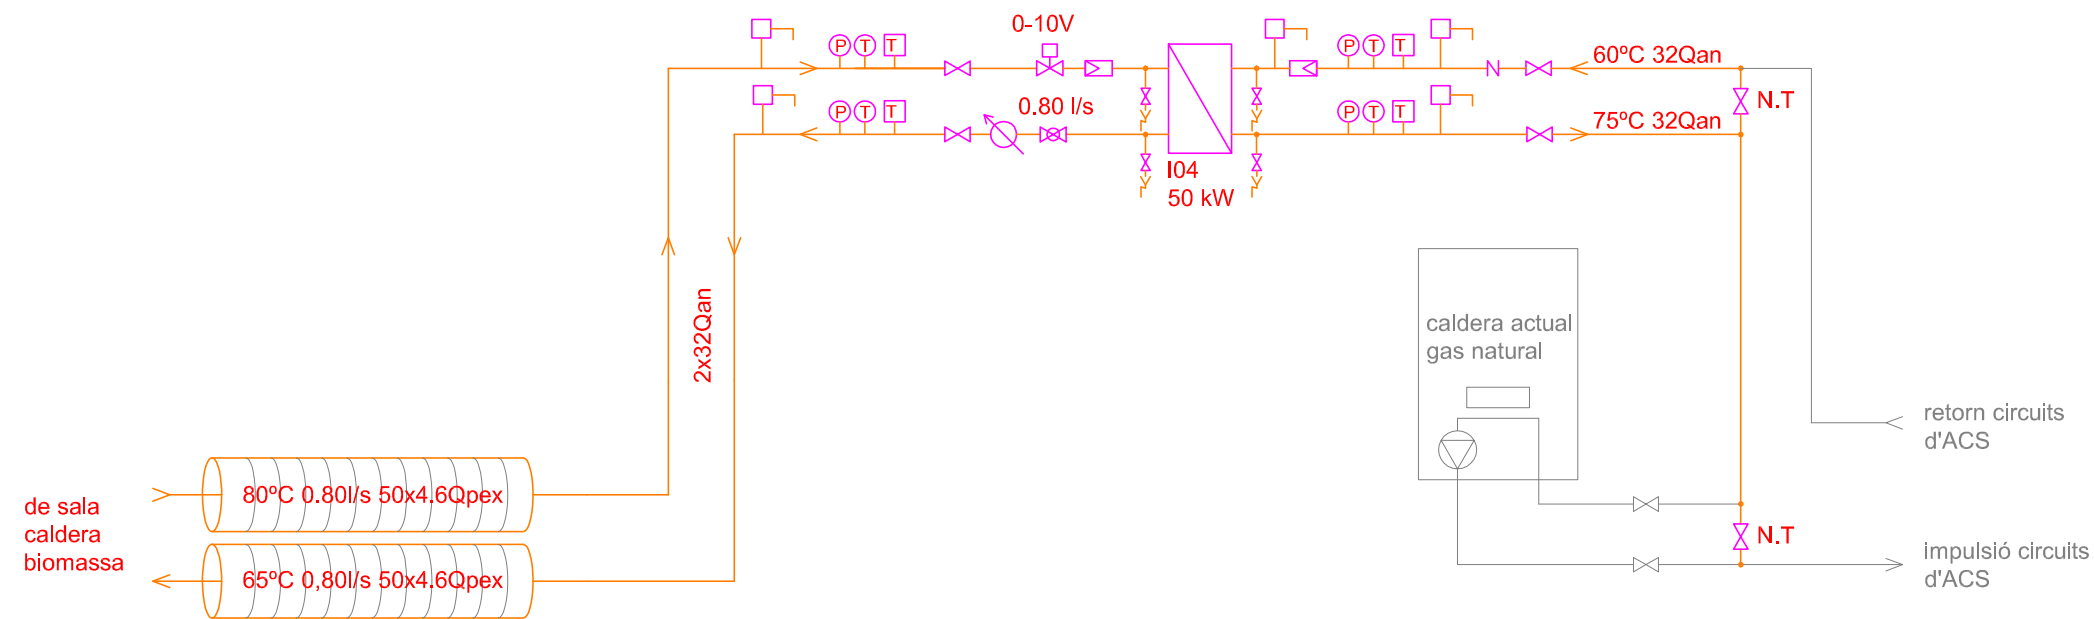 0-10V
P T T
P T T
60ºC 32Qan
N
P T T
0.80 l/s
P T T
75ºC 32Qan
N.T
I04
50 kW
2x32Qan
caldera actual
gas natural
retorn circuits
d'ACS
80ºC 0.80l/s 50x4.6Qpex
de sala
caldera
biomassa
65ºC 0,80l/s 50x4.6Qpex
N.T
impulsió circuits
d'ACS